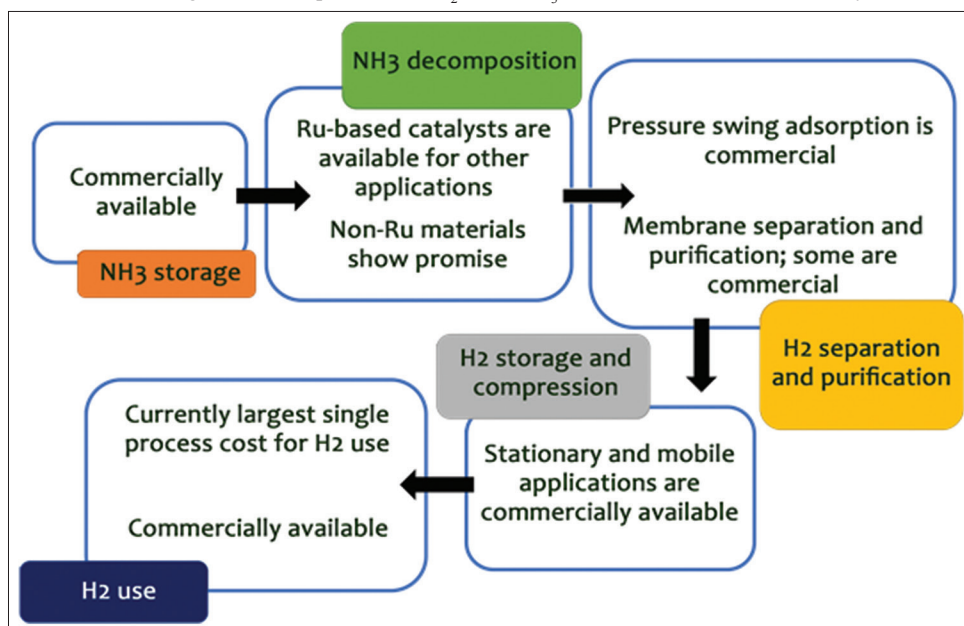 NH3 decomposition
Ru-based catalysts are
available for other
applications
Non-Ru materials
show promise
Commercially
available
NH3 storage
Pressure swing adsorption is
commercial
Membrane separation and
purification; some are
commercial
H2 separation
and purification
H2 storage and
compression
Stationary and mobile
applications are
commercially available
Currently largest single
process cost for H2 use
Commercially available
H2 use